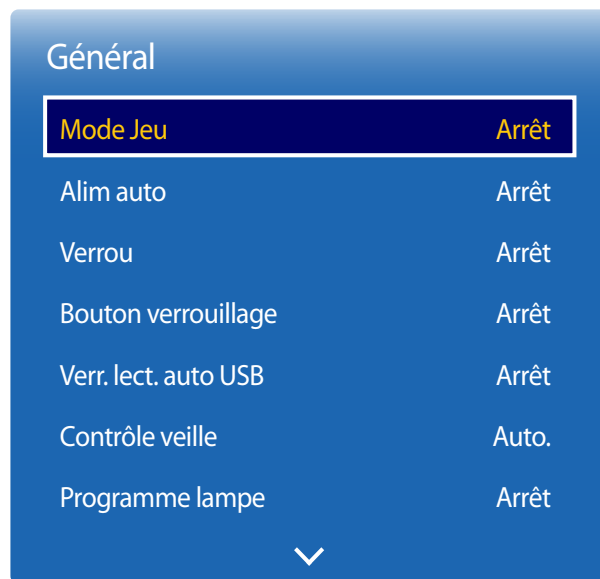 Général
Mode Jeu Arrêt
Alim auto Arrêt
Verrou Arrêt
Bouton verrouillage Arrêt
Verr. lect. auto USB Arrêt
Contrôle veille Auto.
Programme lampe Arrêt